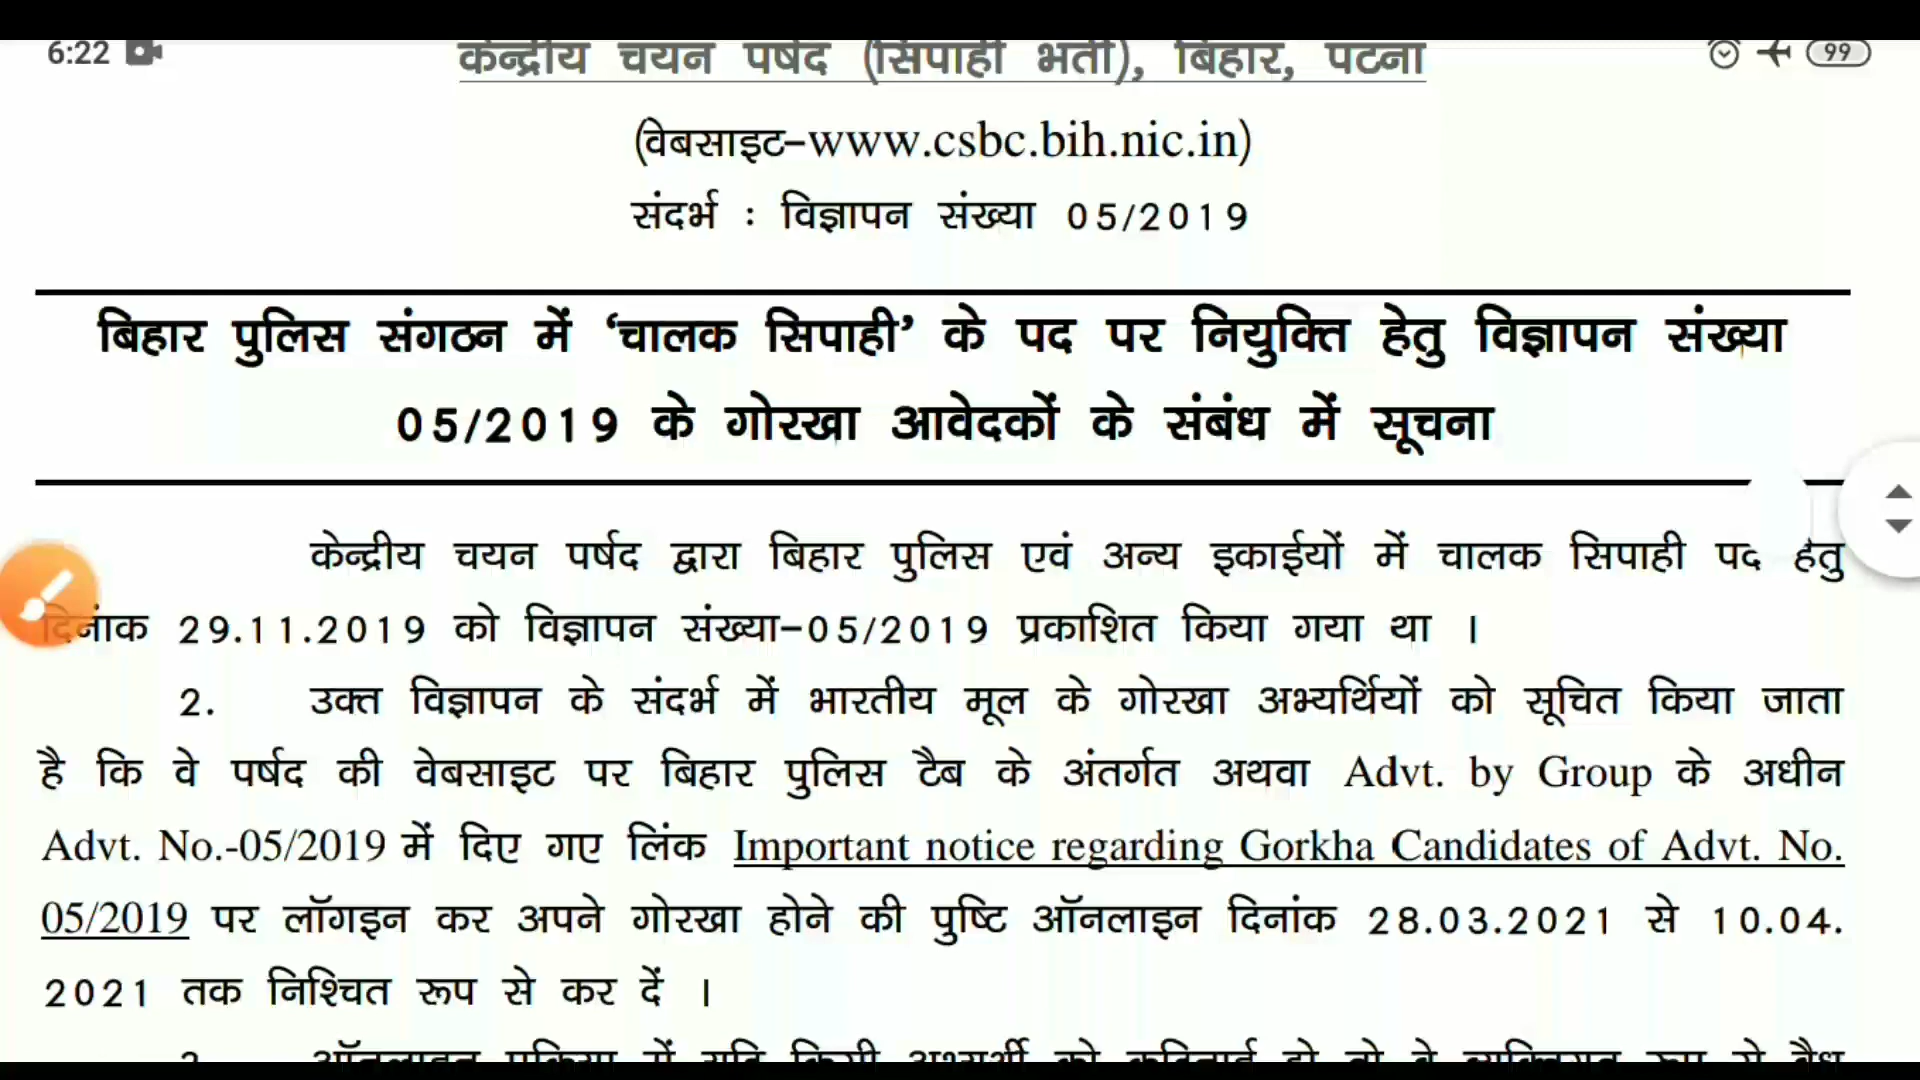 6:22
99
केन्द्रीय चयन पर्षद (सिपाही भर्ती), बिहार, पटना
(वेबसाइट–www.csbc.bih.nic.in)
संदर्भ : विज्ञापन संख्या 05/2019
बिहार पुलिस संगठन में ‘चालक सिपाही’ के पद पर नियुक्ति हेतु विज्ञापन संख्या
05/2019 के गोरखा आवेदकों के संबंध में सूचना
केन्द्रीय चयन पर्षद द्वारा बिहार पुलिस एवं अन्य इकाईयों में चालक सिपाही पद हेतु
दिनांक 29.11.2019 को विज्ञापन संख्या–05/2019 प्रकाशित किया गया था ।
2. उक्त विज्ञापन के संदर्भ में भारतीय मूल के गोरखा अभ्यर्थियों को सूचित किया जाता
है कि वे पर्षद की वेबसाइट पर बिहार पुलिस टैब के अंतर्गत अथवा Advt. by Group के अधीन
Advt. No.-05/2019 में दिए गए लिंक Important notice regarding Gorkha Candidates of Advt. No.
05/2019 पर लॉगइन कर अपने गोरखा होने की पुष्टि ऑनलाइन दिनांक 28.03.2021 से 10.04.
2021 तक निश्चित रूप से कर दें ।